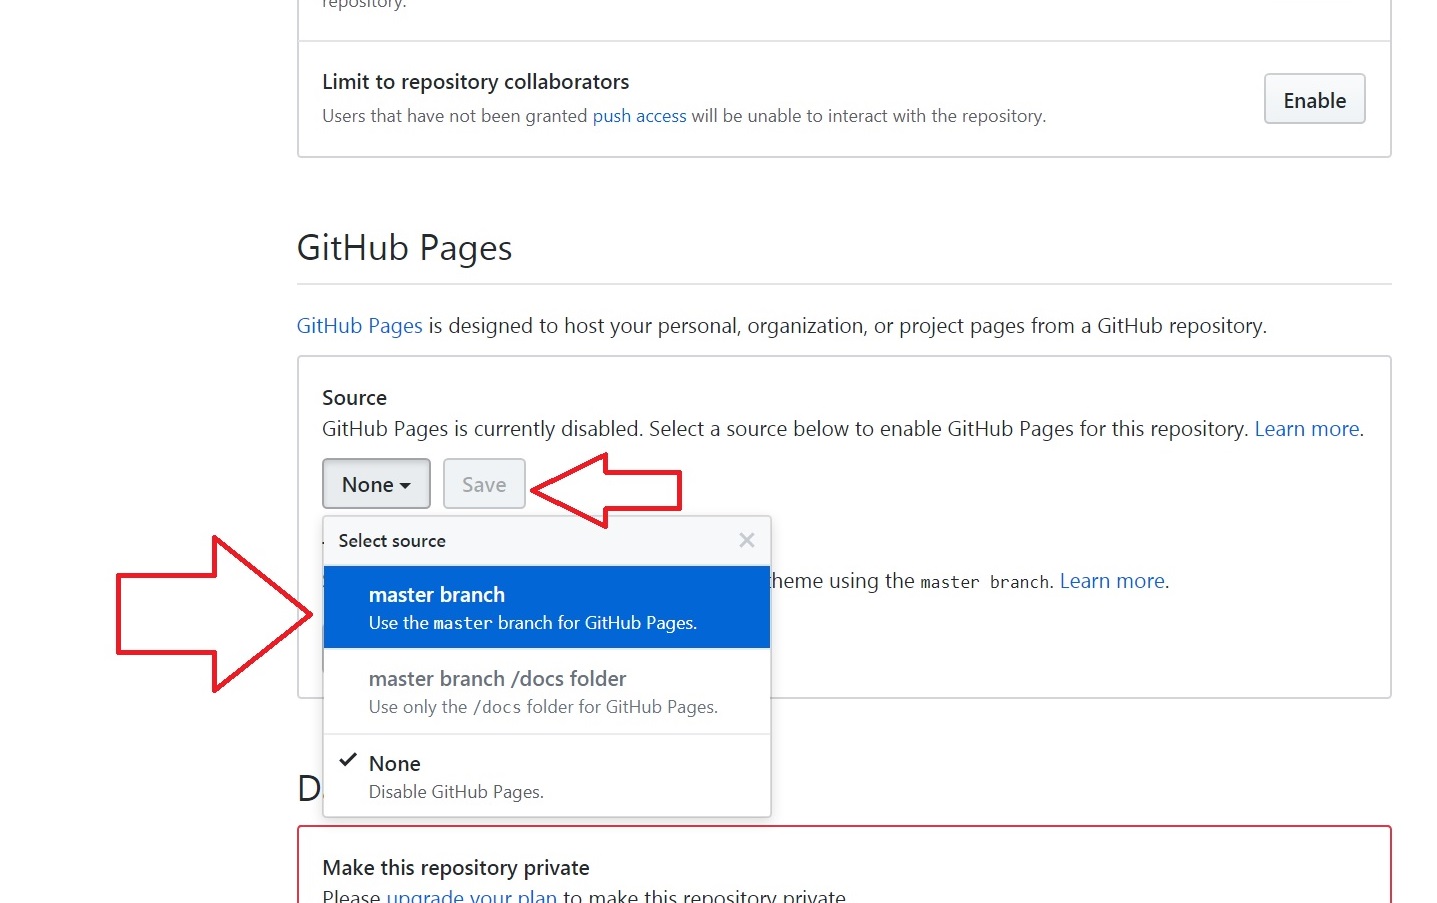 repository.
Limit to repository collaborators
Users that have not been granted push access will be unable to interact with the repository.
Enable
GitHub Pages
GitHub Pages is designed to host your personal, organization, or project pages from a GitHub repository.
Source
GitHub Pages is currently disabled. Select a source below to enable GitHub Pages for this repository. Learn more.
None
Save
Select source
master branch
Use the master branch for GitHub Pages.
heme using the master branch. Learn more.
master branch /docs folder
Use only the /docs folder for GitHub Pages.
None
Disable GitHub Pages.
D
Make this repository private
Please upgrade your plan to make this repository private